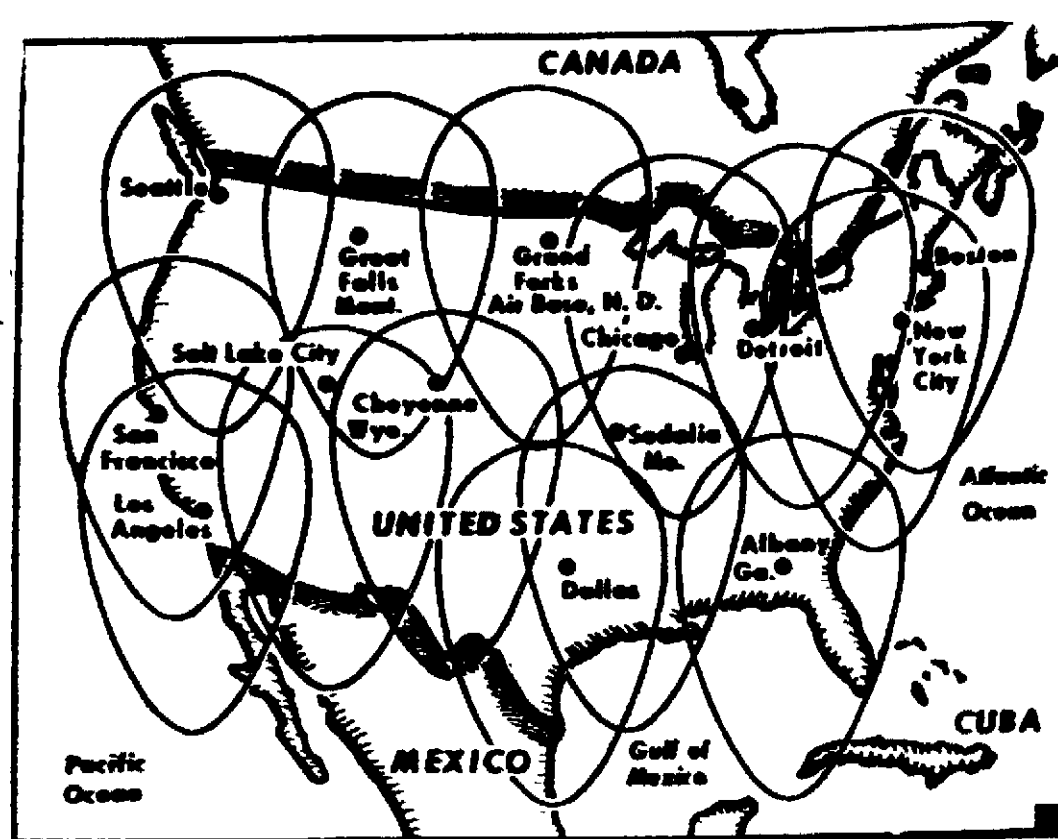 CANADA
Seattle
Great
Falls
Mont.
Grand
Forks
Air Base, N. D.
Boston
Chicago
Detroit
New
York
City
Salt Lake City
Cheyenne
Wyo.
San
Francisco
Sedalia
Mo.
Los
Angeles
UNITED STATES
Atlantic
Ocean
Albany
Ga.
Dallas
CUBA
MEXICO
Gulf of
Mexico
Pacific
Ocean